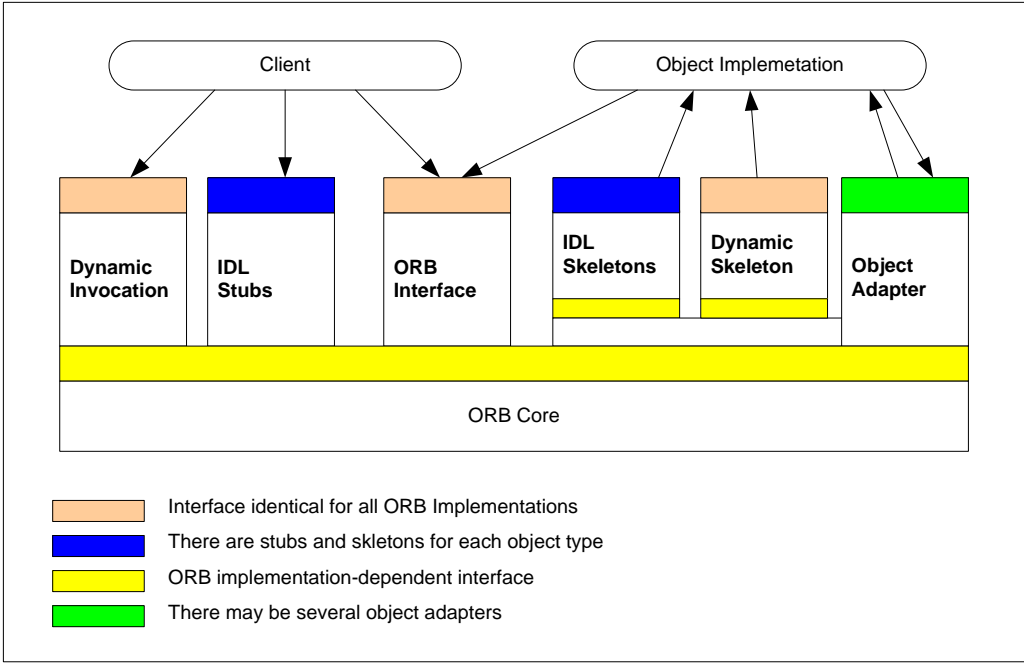 Client
Object Implemetation
Dynamic
Invocation
IDL
Stubs
ORB
Interface
IDL
Skeletons
Dynamic
Skeleton
Object
Adapter
ORB Core
Interface identical for all ORB Implementations
There are stubs and skletons for each object type
ORB implementation-dependent interface
There may be several object adapters